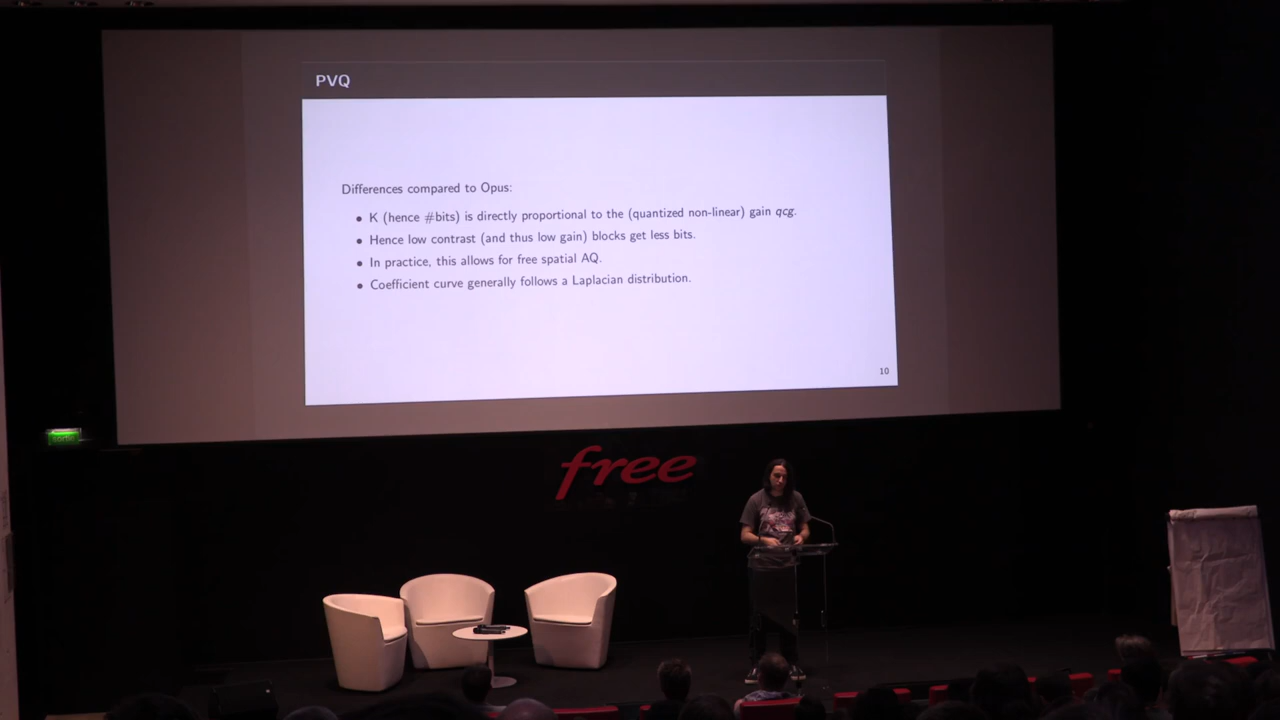 PVQ
Differences compared to Opus:
• K (hence #bits) is directly proportional to the (quantized non-linear) gain qcg.
• Hence low contrast (and thus low gain) blocks get less bits.
• In practice, this allows for free spatial AQ.
• Coefficient curve generally follows a Laplacian distribution.
10
sortie
free